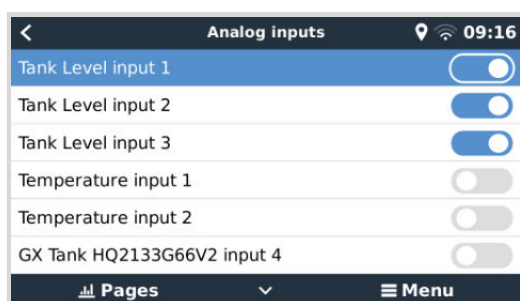 Analog inputs
09:16
Tank Level input 1
Tank Level input 2
Tank Level input 3
Temperature input 1
Temperature input 2
GX Tank HQ2133G66V2 input 4
Pages
Menu